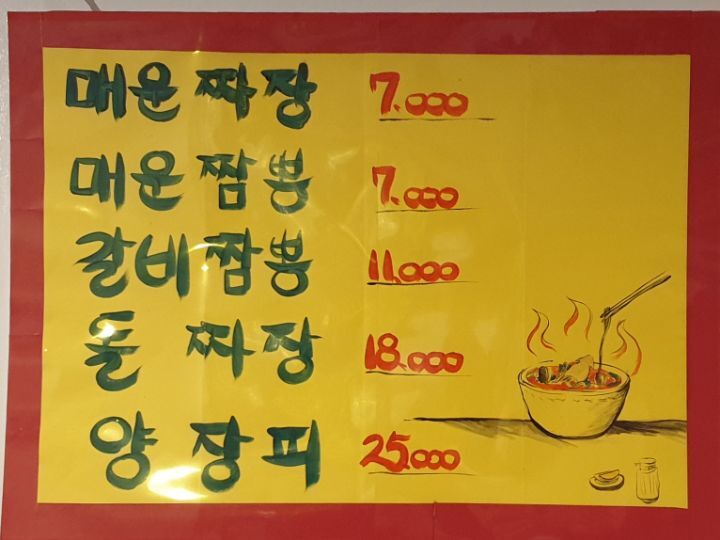 매운 짜장 7.000
매운 짬뽕 7.000
갈비 짬뽕 11.000
돌 짜장 18.000
양장피 25.000